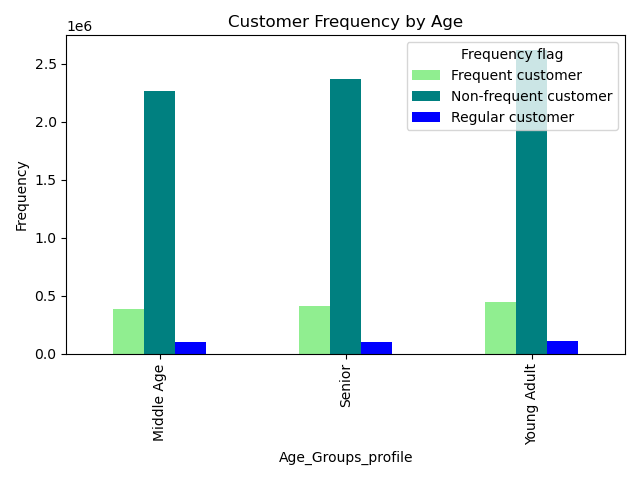 Customer Frequency by Age
1e6
Frequency flag
Frequent customer
Non-frequent customer
Regular customer
2.5
2.0
1.5
1.0
0.5
0.0
Frequency
Middle Age
Senior
Young Adult
Age_Groups_profile